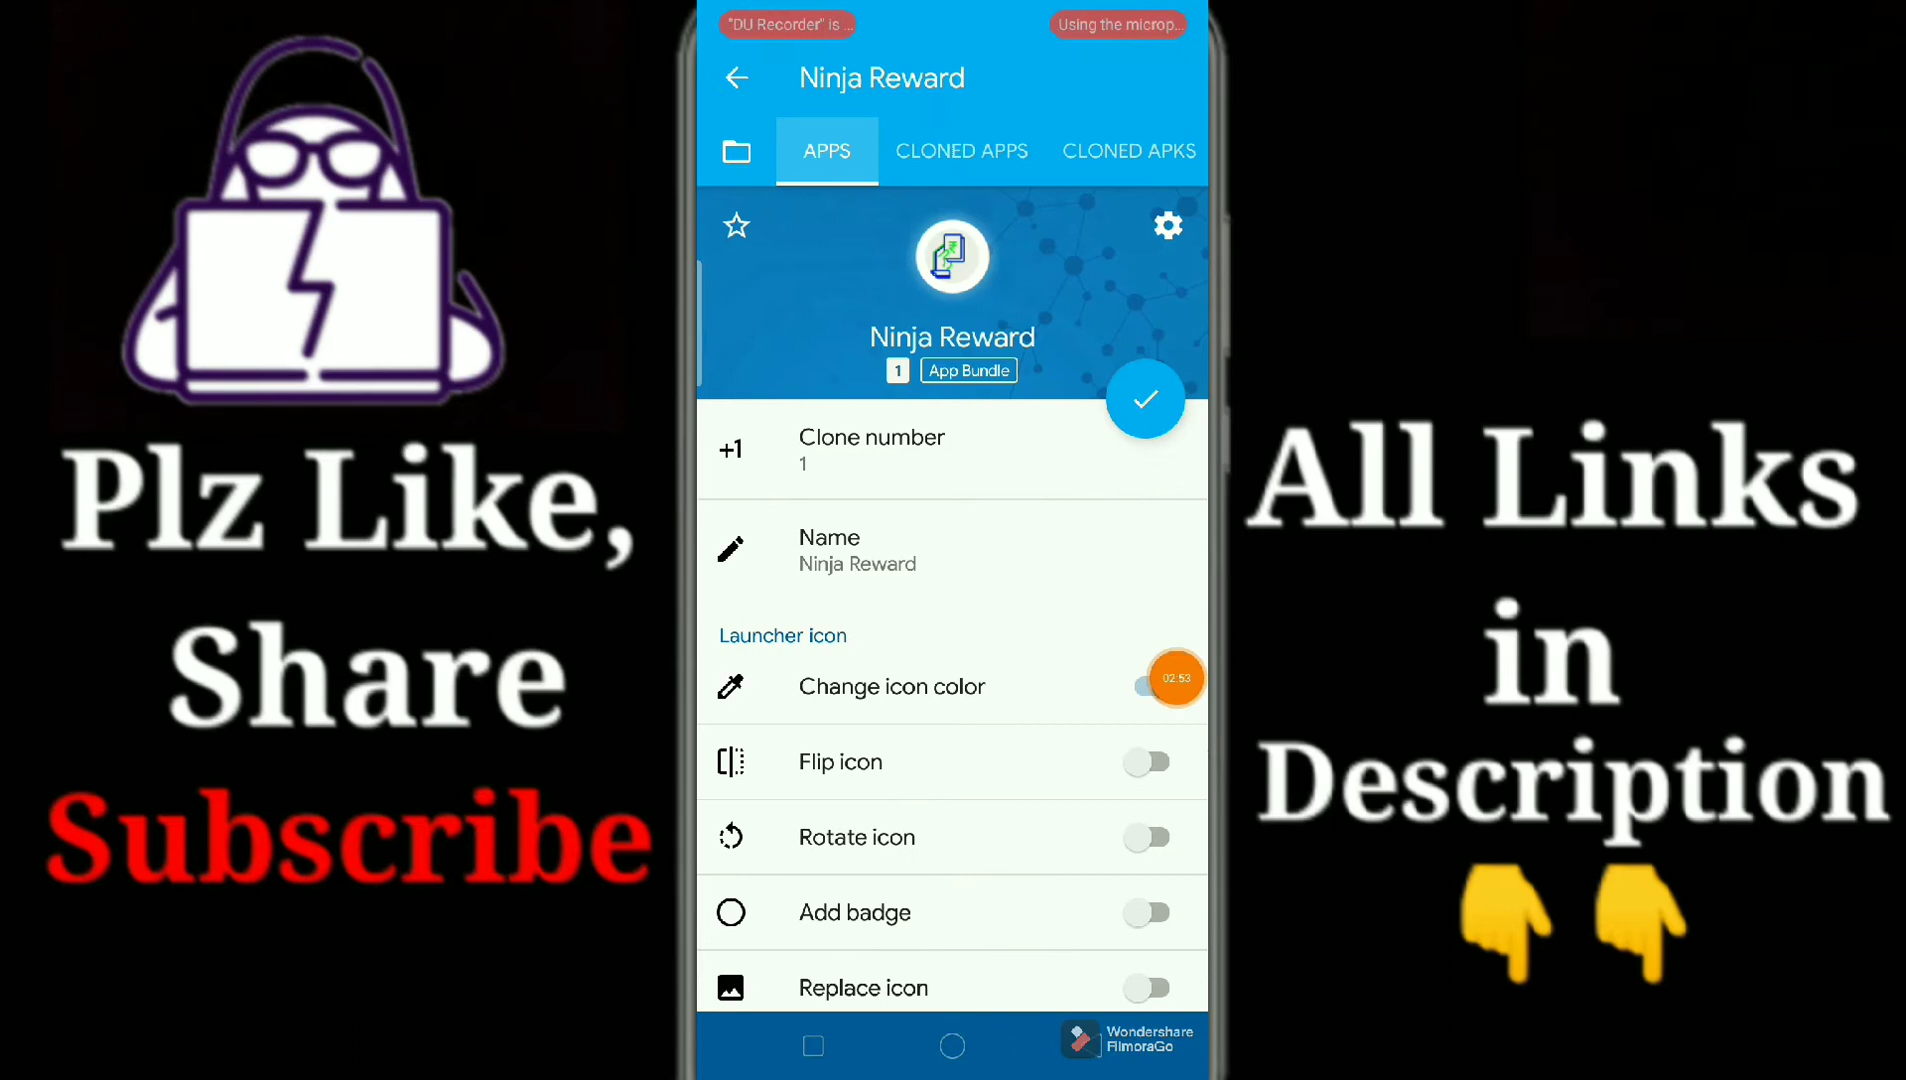 "DU Recorder" is ...
Using the microp...
Ninja Reward
APPS
CLONED APPS
CLONED APKS
Ninja Reward
1
App Bundle
+1
Clone number
1
Name
Ninja Reward
Launcher icon
Change icon color
02:53
Flip icon
Rotate icon
Add badge
Replace icon
Wondershare
FilmoraGo
Plz Like,
Share
Subscribe
All Links
in
Description